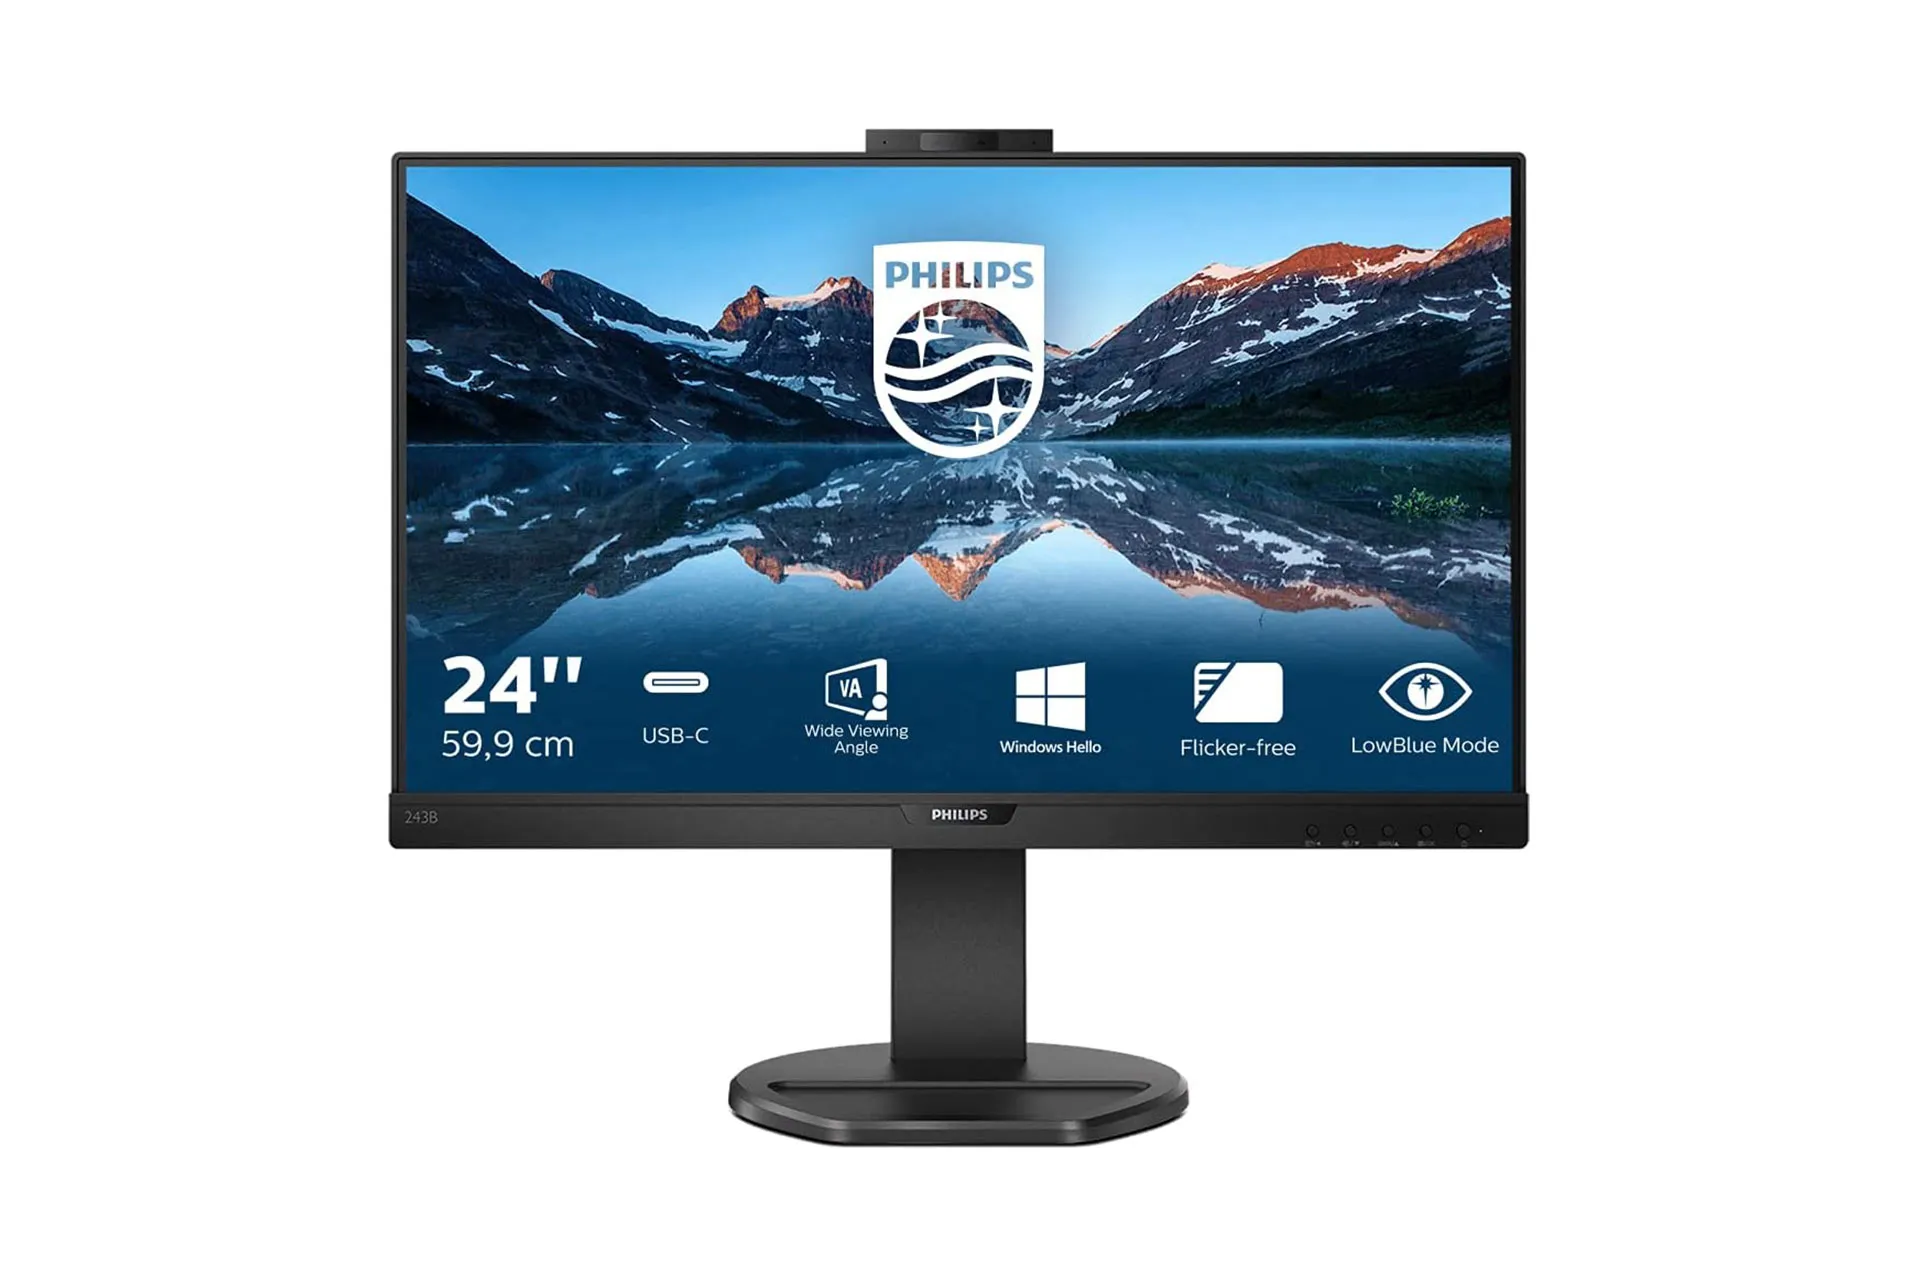 PHILIPS
24"
59,9 cm
USB-C
VA
Wide Viewing
Angle
Windows Hello
Flicker-free
LowBlue Mode
243B
PHILIPS